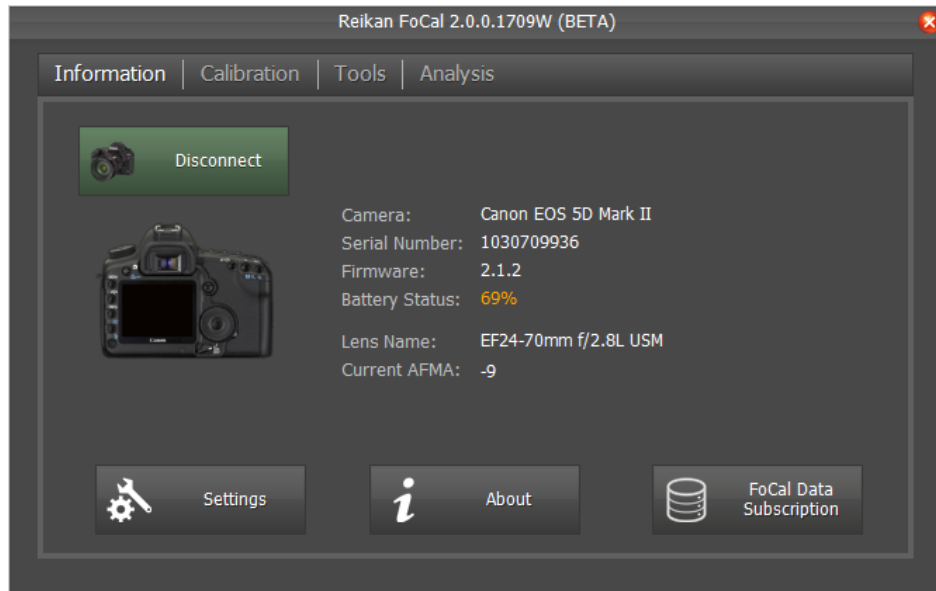 Reikan FoCal 2.0.0.1709W (BETA)
Information Calibration Tools Analysis
Disconnect
Camera: Canon EOS 5D Mark II
Serial Number: 1030709936
Firmware: 2.1.2
Battery Status: 69%
Lens Name: EF24-70mm f/2.8L USM
Current AFMA: -9
Settings
About
FoCal Data
Subscription